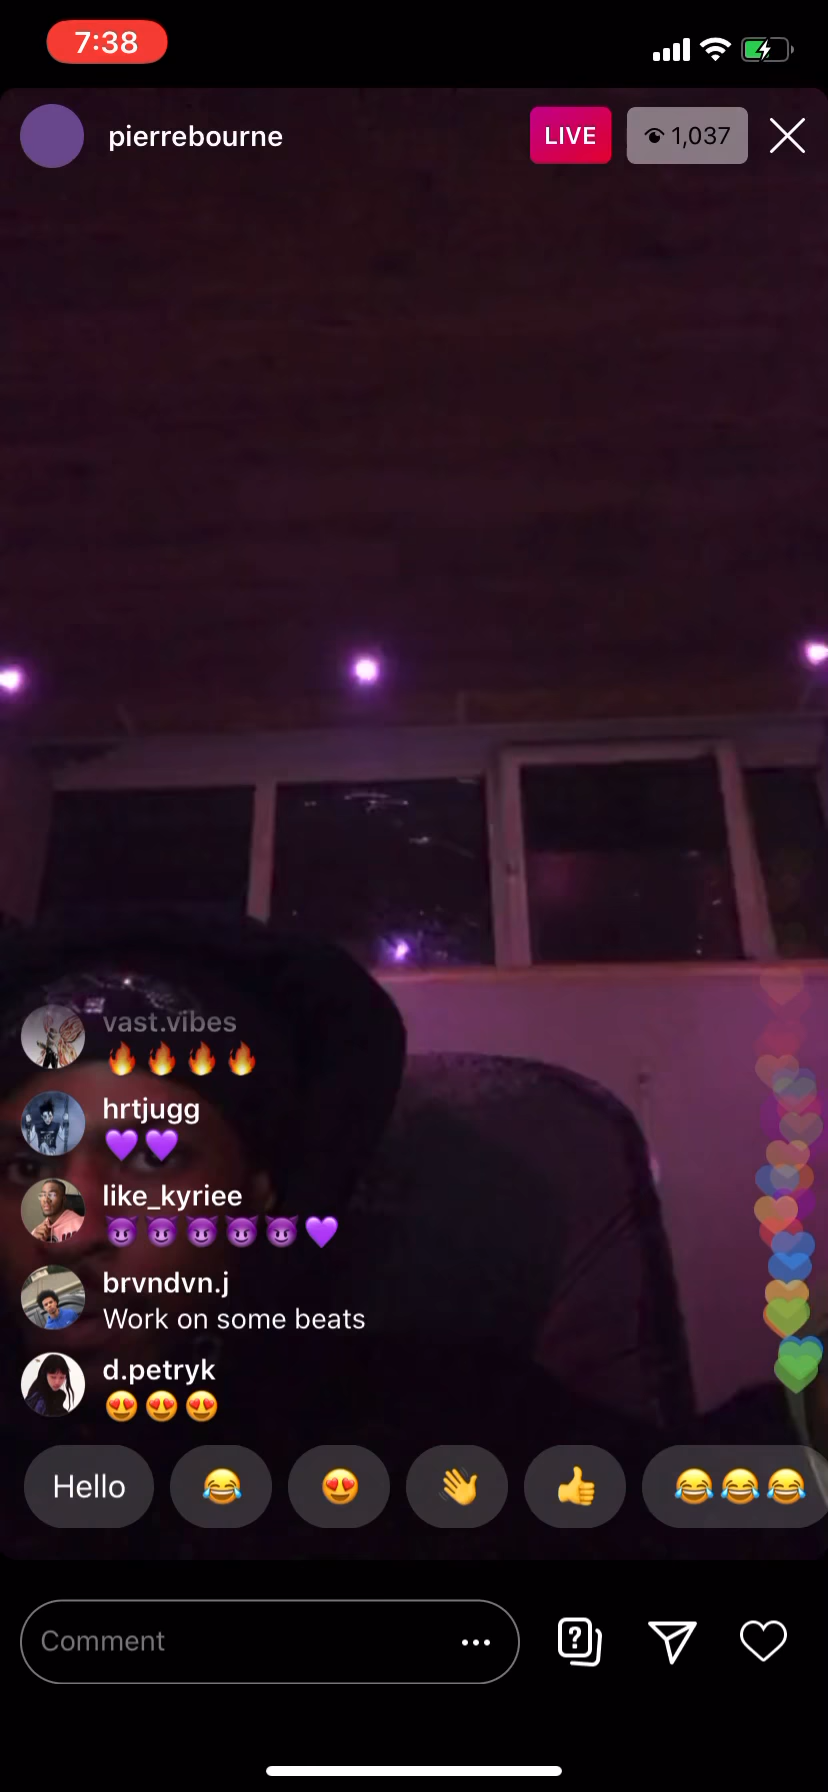 7:38
pierrebourne
LIVE
1,037
vast.vibes
🔥🔥🔥🔥
hrtjugg
💜💜
like_kyriee
😈😈😈😈😈💜
brvndvn.j
Work on some beats
d.petryk
😍😍😍
Hello 😂 😍 👋 👍 😂😂😂
Comment